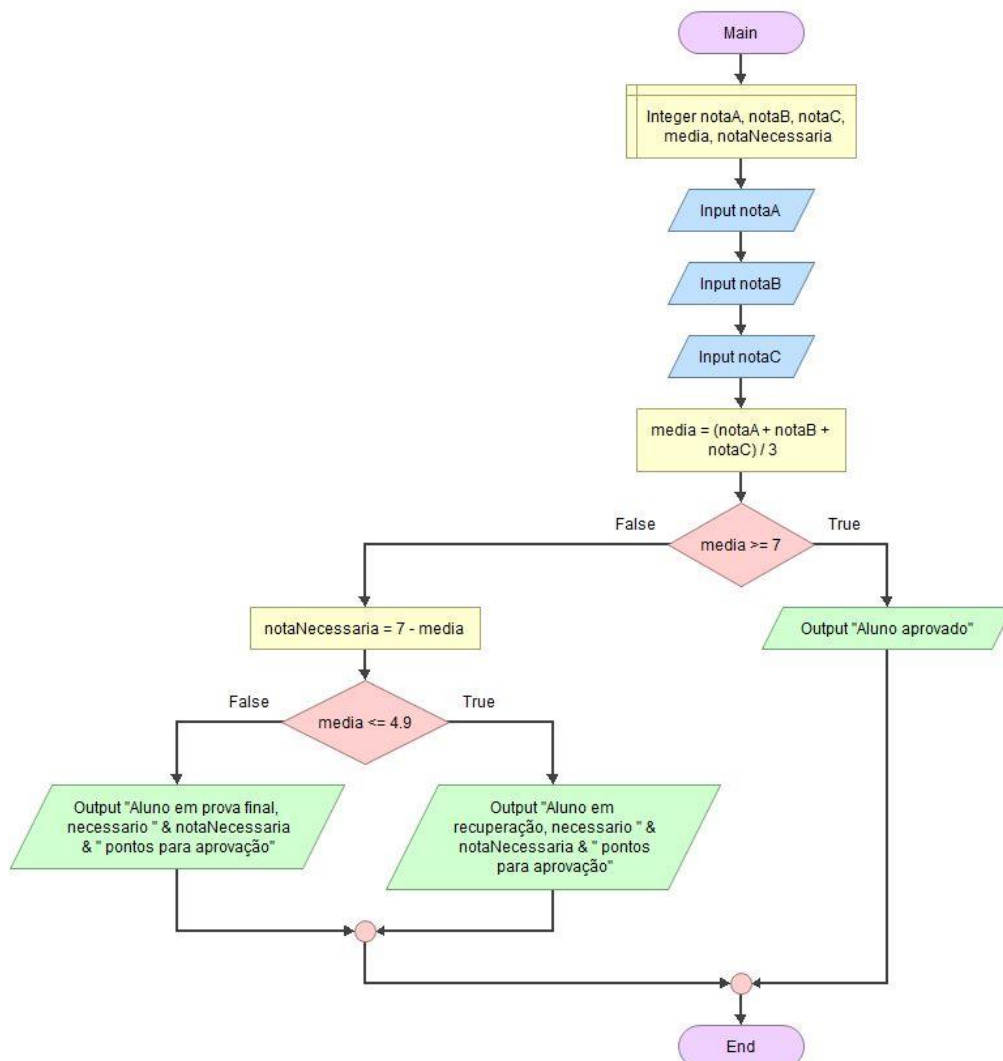 Main
Integer notaA, notaB, notaC,
media, notaNecessaria
Input notaA
Input notaB
Input notaC
media = (notaA + notaB +
notaC) / 3
False
True
media >= 7
notaNecessaria = 7 - media
Output "Aluno aprovado"
False
True
media <= 4.9
Output "Aluno em prova final,
necessario " & notaNecessaria
& " pontos para aprovação"
Output "Aluno em
recuperação, necessario " &
notaNecessaria & " pontos
para aprovação"
End